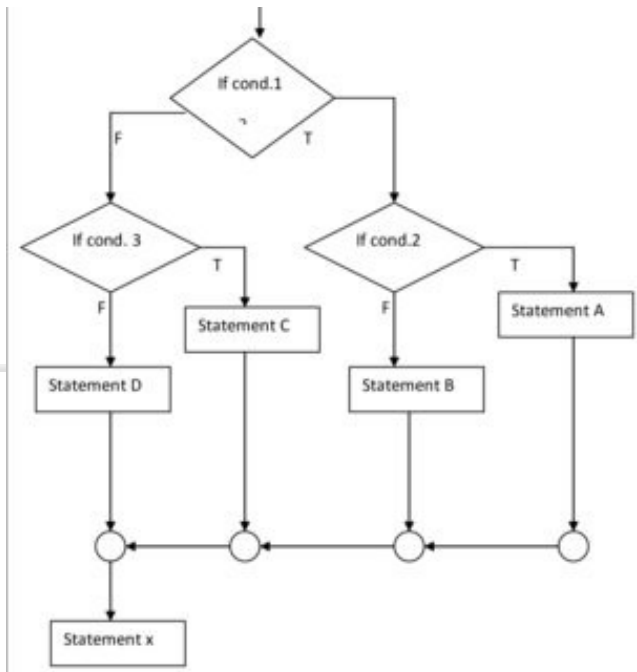 If cond.1
F
T
If cond. 3
If cond.2
T
T
F
F
Statement C
Statement A
Statement D
Statement B
Statement x